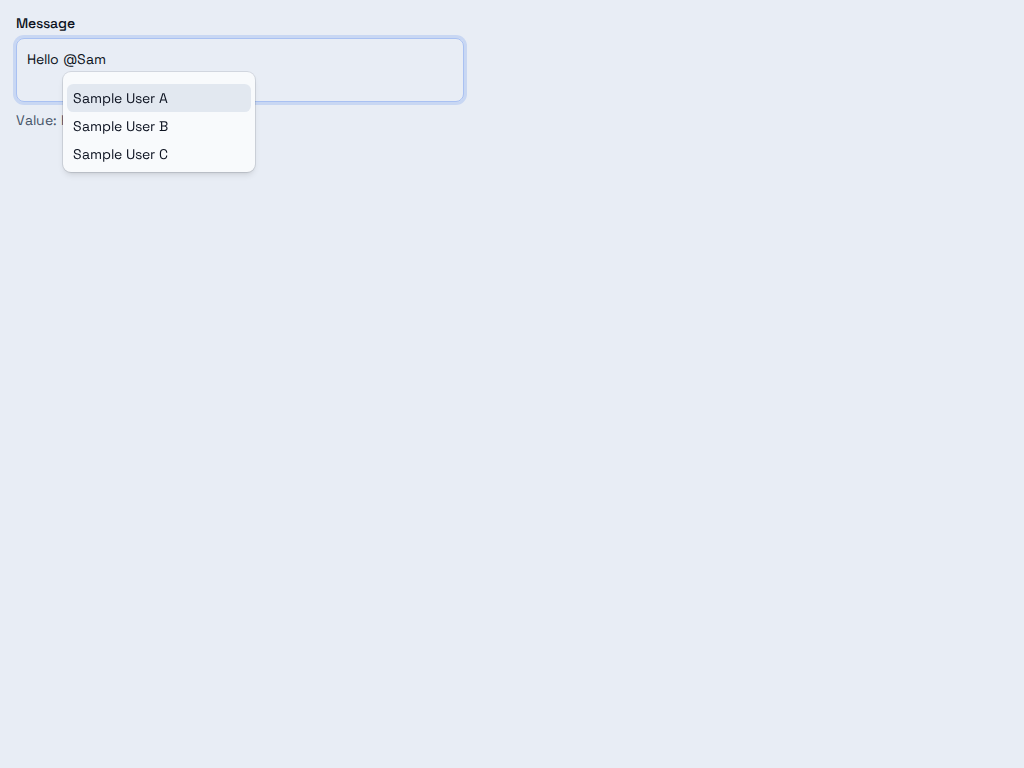 Message
Hello @Sam
Sample User A
Value:
Sample User B
Sample User C